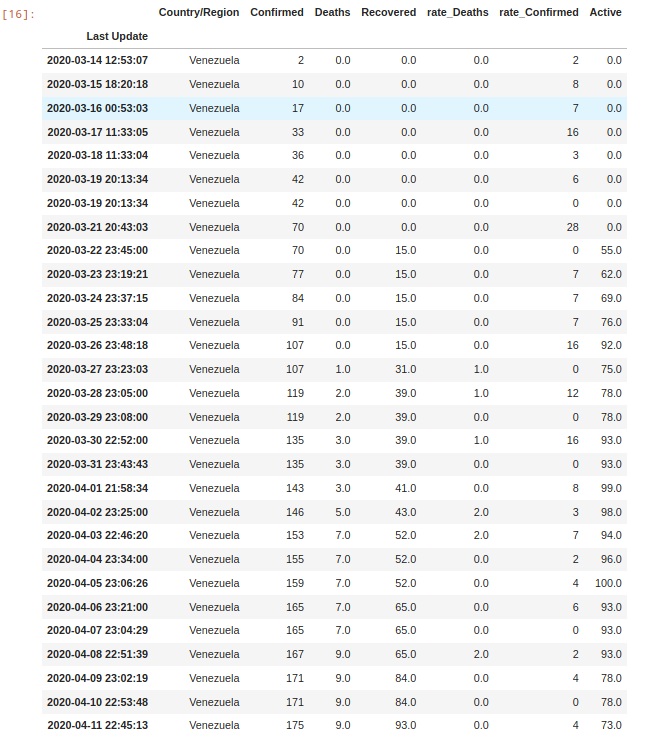 [16]:
Country/Region Confirmed Deaths Recovered rate_Deaths rate_Confirmed Active
Last Update
2020-03-14 12:53:07 Venezuela 2 0.0 0.0 0.0 2 0.0
2020-03-15 18:20:18 Venezuela 10 0.0 0.0 0.0 8 0.0
2020-03-16 00:53:03 Venezuela 17 0.0 0.0 0.0 7 0.0
2020-03-17 11:33:05 Venezuela 33 0.0 0.0 0.0 16 0.0
2020-03-18 11:33:04 Venezuela 36 0.0 0.0 0.0 3 0.0
2020-03-19 20:13:34 Venezuela 42 0.0 0.0 0.0 6 0.0
2020-03-19 20:13:34 Venezuela 42 0.0 0.0 0.0 0 0.0
2020-03-21 20:43:03 Venezuela 70 0.0 0.0 0.0 28 0.0
2020-03-22 23:45:00 Venezuela 70 0.0 15.0 0.0 0 55.0
2020-03-23 23:19:21 Venezuela 77 0.0 15.0 0.0 7 62.0
2020-03-24 23:37:15 Venezuela 84 0.0 15.0 0.0 7 69.0
2020-03-25 23:33:04 Venezuela 91 0.0 15.0 0.0 7 76.0
2020-03-26 23:48:18 Venezuela 107 0.0 15.0 0.0 16 92.0
2020-03-27 23:23:03 Venezuela 107 1.0 31.0 1.0 0 75.0
2020-03-28 23:05:00 Venezuela 119 2.0 39.0 1.0 12 78.0
2020-03-29 23:08:00 Venezuela 119 2.0 39.0 0.0 0 78.0
2020-03-30 22:52:00 Venezuela 135 3.0 39.0 1.0 16 93.0
2020-03-31 23:43:43 Venezuela 135 3.0 39.0 0.0 0 93.0
2020-04-01 21:58:34 Venezuela 143 3.0 41.0 0.0 8 99.0
2020-04-02 23:25:00 Venezuela 146 5.0 43.0 2.0 3 98.0
2020-04-03 22:46:20 Venezuela 153 7.0 52.0 2.0 7 94.0
2020-04-04 23:34:00 Venezuela 155 7.0 52.0 0.0 2 96.0
2020-04-05 23:06:26 Venezuela 159 7.0 52.0 0.0 4 100.0
2020-04-06 23:21:00 Venezuela 165 7.0 65.0 0.0 6 93.0
2020-04-07 23:04:29 Venezuela 165 7.0 65.0 0.0 0 93.0
2020-04-08 22:51:39 Venezuela 167 9.0 65.0 2.0 2 93.0
2020-04-09 23:02:19 Venezuela 171 9.0 84.0 0.0 4 78.0
2020-04-10 22:53:48 Venezuela 171 9.0 84.0 0.0 0 78.0
2020-04-11 22:45:13 Venezuela 175 9.0 93.0 0.0 4 73.0